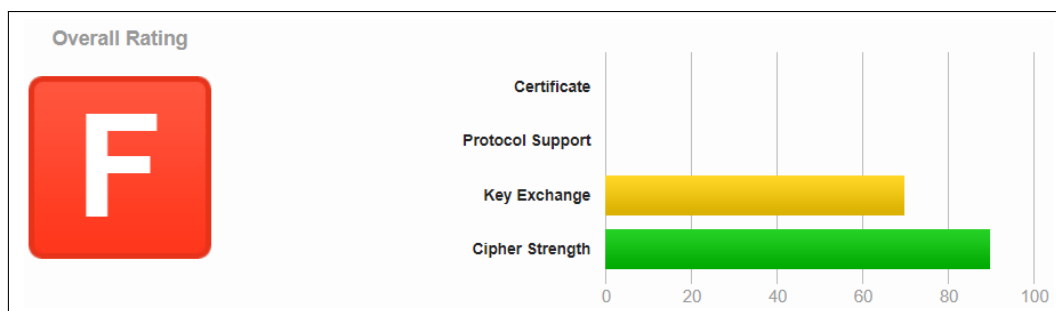 Overall Rating
F
Certificate
Protocol Support
Key Exchange
Cipher Strength
0 20 40 60 80 100